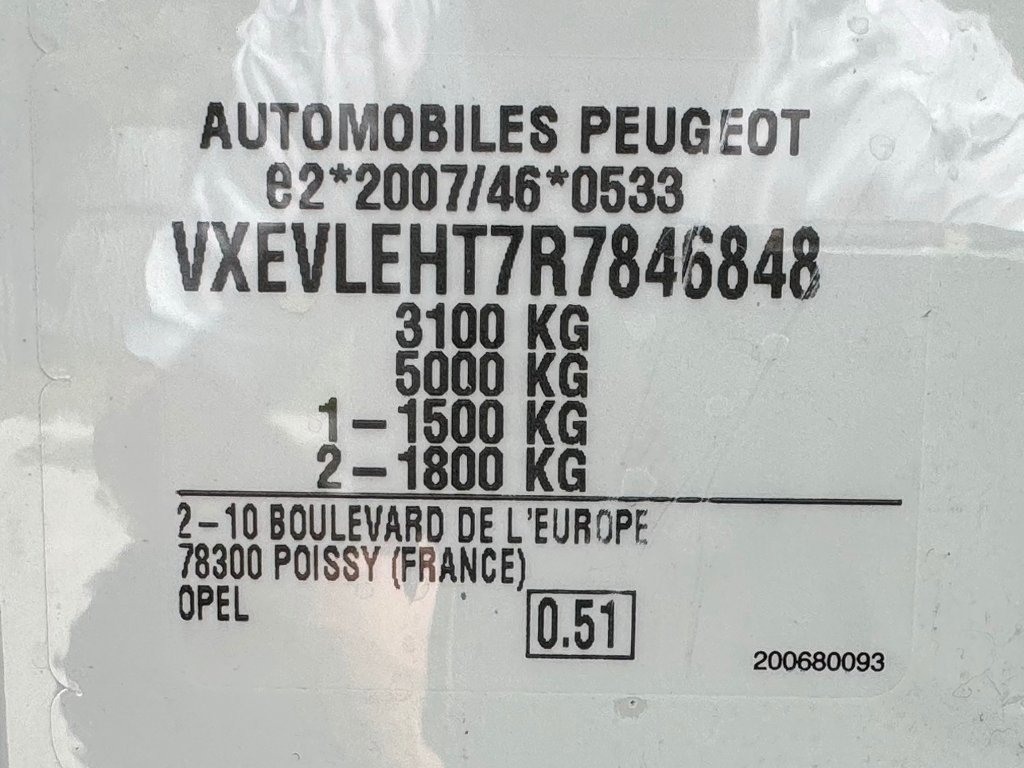 AUTOMOBILES PEUGEOT
e2*2007/46*0533
VXEVLEHT7R7846848
3100 KG
5000 KG
1-1500 KG
2-1800 KG
2-10 BOULEVARD DE L'EUROPE
78300 POISSY (FRANCE)
OPEL
0.51
200680093